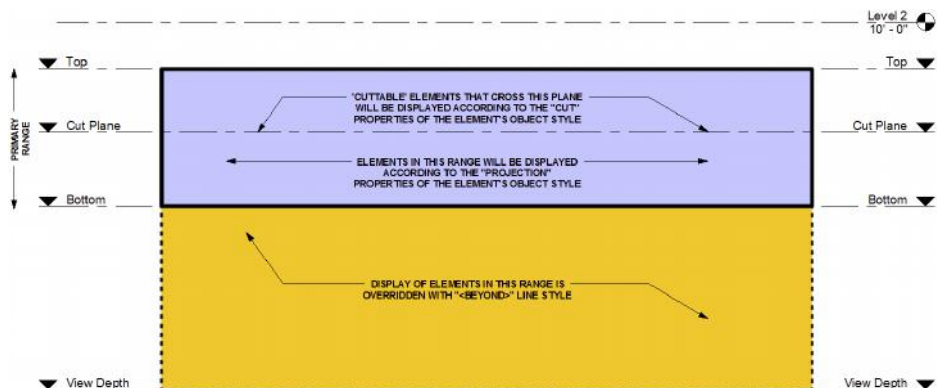 Level 2
10' - 0"
Top
Top
'CUTTABLE' ELEMENTS THAT CROSS THIS PLANE
WILL BE DISPLAYED ACCORDING TO THE "CUT"
PROPERTIES OF THE ELEMENT'S OBJECT STYLE
Cut Plane
Cut Plane
PRIMARY
RANGE
ELEMENTS IN THIS RANGE WILL BE DISPLAYED
ACCORDING TO THE "PROJECTION"
PROPERTIES OF THE ELEMENT'S OBJECT STYLE
Bottom
Bottom
DISPLAY OF ELEMENTS IN THIS RANGE IS
OVERRIDDEN WITH "<BEYOND>" LINE STYLE
View Depth
View Depth